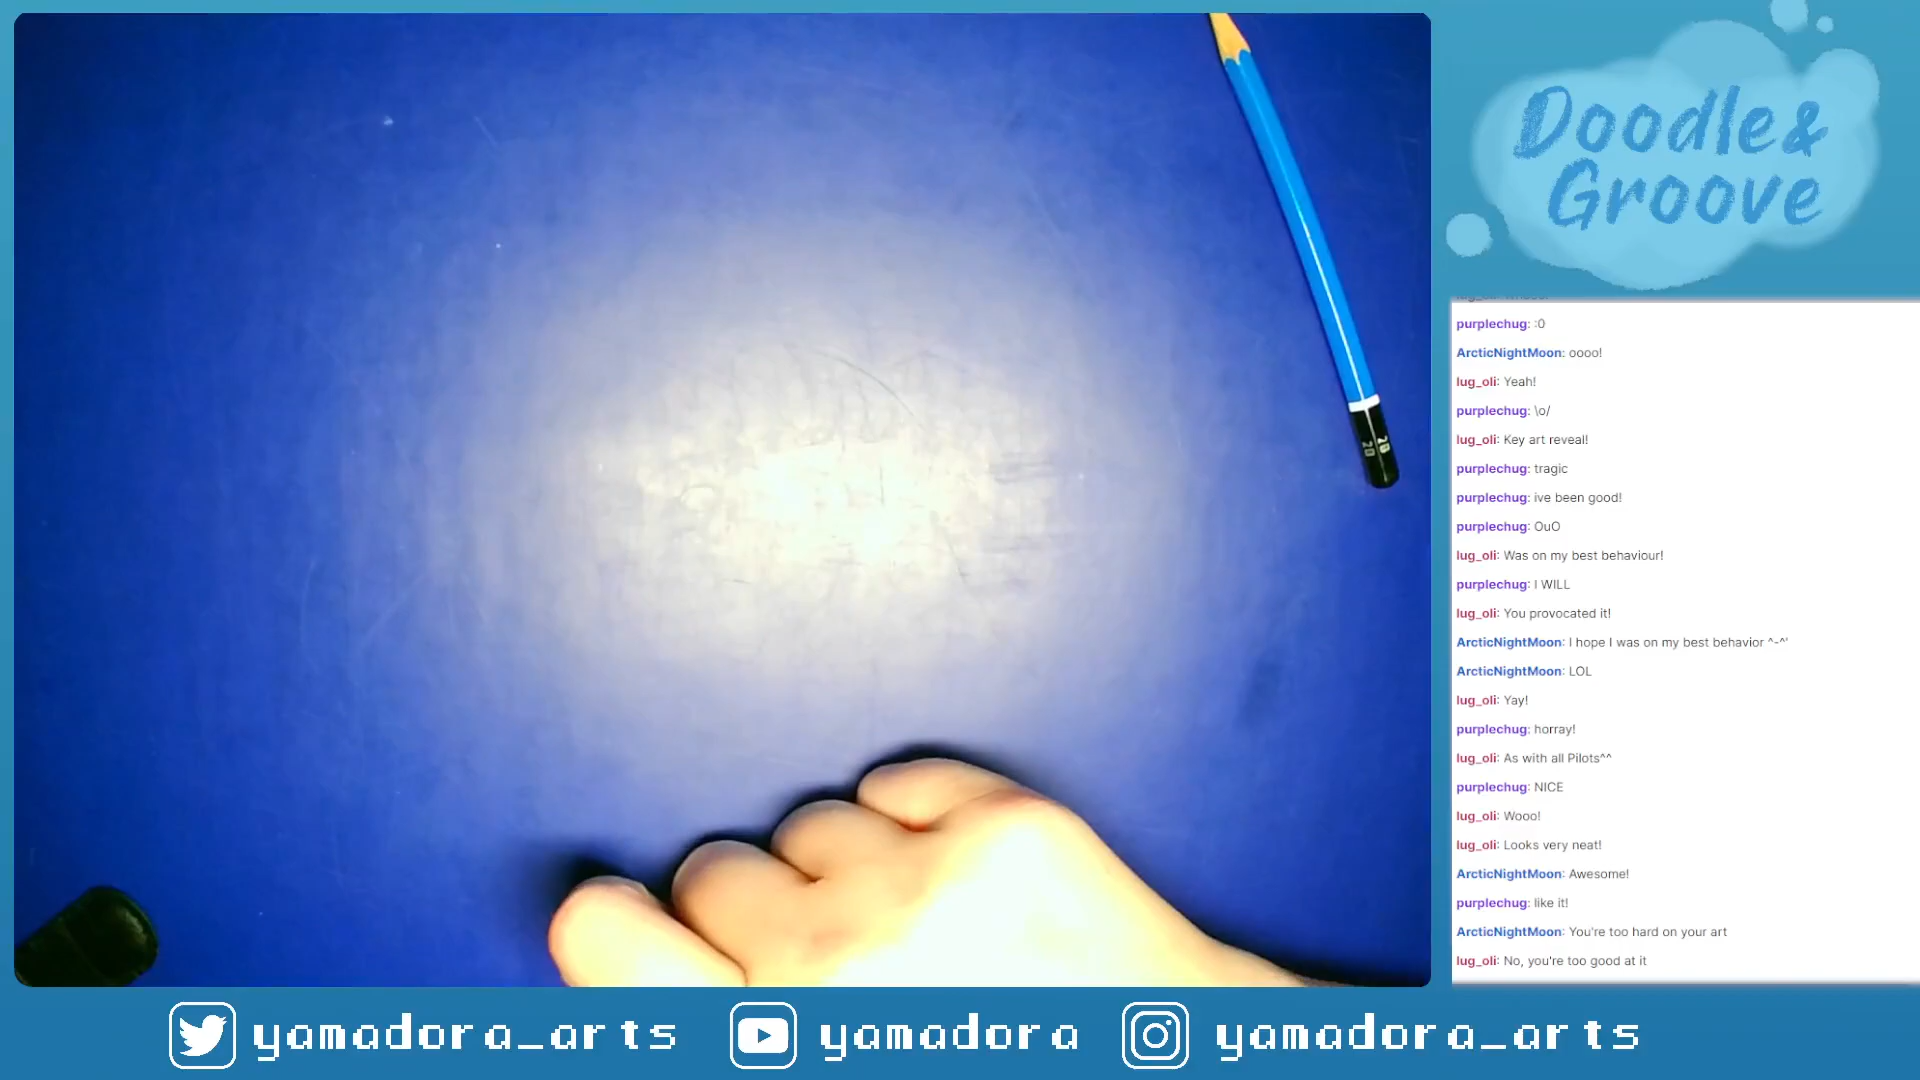 Doodle&
Groove
purplechug: :0
ArcticNightMoon: oooo!
lug_oli: Yeah!
purplechug: \o/
lug_oli: Key art reveal!
purplechug: tragic
purplechug: ive been good!
purplechug: OuO
lug_oli: Was on my best behaviour!
purplechug: I WILL
lug_oli: You provocated it!
ArcticNightMoon: I hope I was on my best behavior ^-^'
ArcticNightMoon: LOL
lug_oli: Yay!
purplechug: horray!
lug_oli: As with all Pilots^^
purplechug: NICE
lug_oli: Wooo!
lug_oli: Looks very neat!
ArcticNightMoon: Awesome!
purplechug: like it!
ArcticNightMoon: You're too hard on your art
lug_oli: No, you're too good at it
yamadora_arts
yamadora
yamadora_arts